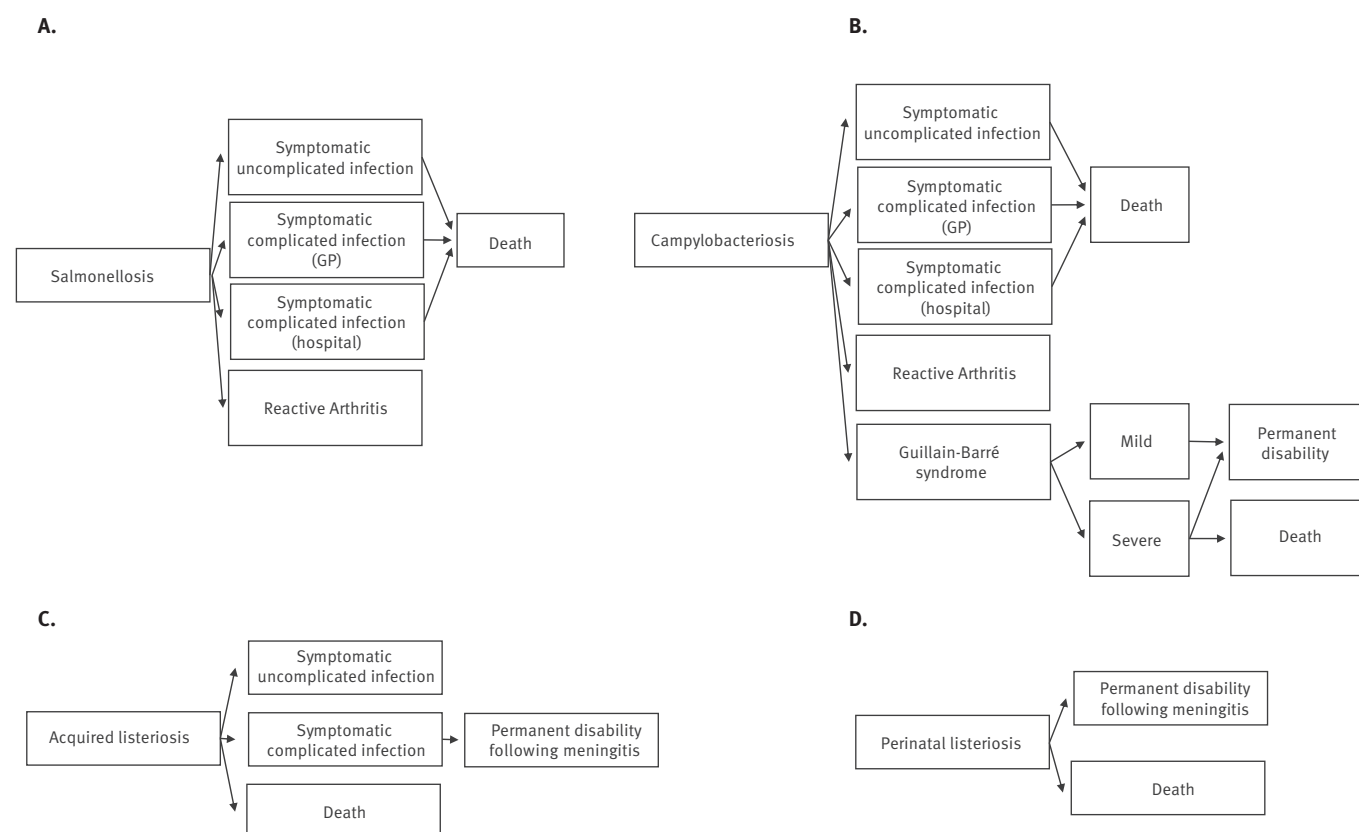 A.
Salmonellosis
Symptomatic
uncomplicated infection
Symptomatic
complicated infection
(GP)
Symptomatic
complicated infection
(hospital)
Reactive Arthritis
Death
B.
Campylobacteriosis
Symptomatic
uncomplicated infection
Symptomatic
complicated infection
(GP)
Symptomatic
complicated infection
(hospital)
Reactive Arthritis
Guillain-Barré
syndrome
Death
Mild
Severe
Permanent
disability
Death
C.
Acquired listeriosis
Symptomatic
uncomplicated infection
Symptomatic
complicated infection
Death
Permanent disability
following meningitis
D.
Perinatal listeriosis
Permanent disability
following meningitis
Death